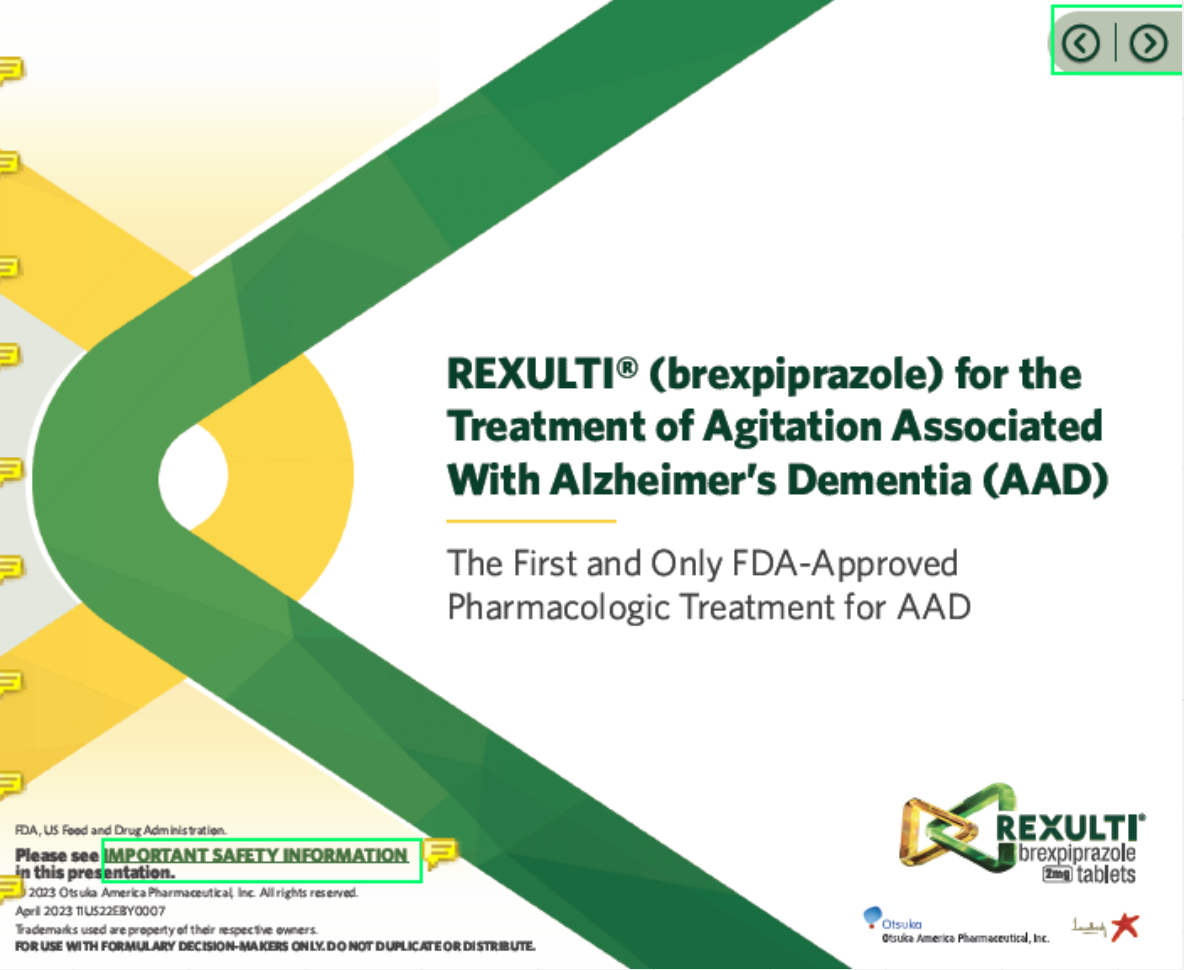 REXULTI® (brexpiprazole) for the
Treatment of Agitation Associated
With Alzheimer's Dementia (AAD)
The First and Only FDA-Approved
Pharmacologic Treatment for AAD
FDA, US Food and Drug Administration.
Please see IMPORTANT SAFETY INFORMATION
in this presentation.
2023 Otsuka America Pharmaceutical, Inc. All rights reserved.
April 2023 11US22EBY0007
Trademarks used are property of their respective owners.
FOR USE WITH FORMULARY DECISION-MAKERS ONLY. DO NOT DUPLICATE OR DISTRIBUTE.
REXULTI®
brexpiprazole
2mg tablets
Otsuka
Otsuka America Pharmaceutical, Inc.